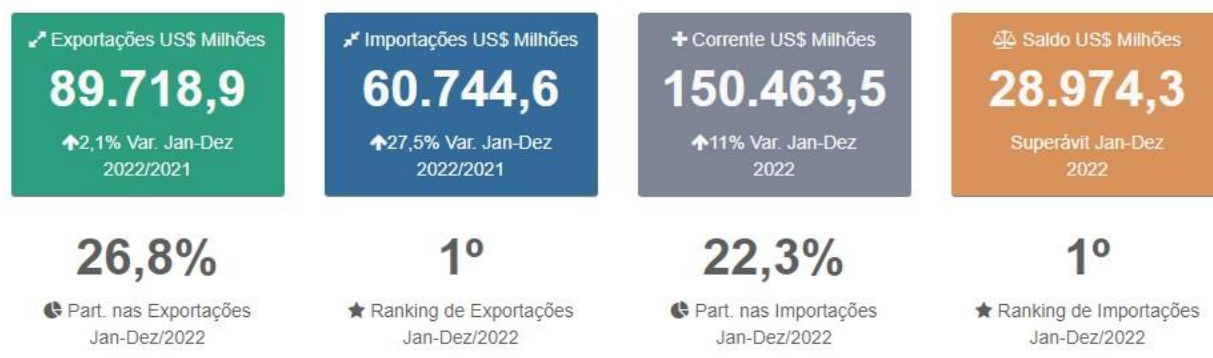 Exportações US$ Milhões
89.718,9
2,1% Var. Jan-Dez
2022/2021
Importações US$ Milhões
60.744,6
27,5% Var. Jan-Dez
2022/2021
Corrente US$ Milhões
150.463,5
11% Var. Jan-Dez
2022
Saldo US$ Milhões
28.974,3
Superávit Jan-Dez
2022
26,8%
Part. nas Exportações
Jan-Dez/2022
1º
Ranking de Exportações
Jan-Dez/2022
22,3%
Part. nas Importações
Jan-Dez/2022
1º
Ranking de Importações
Jan-Dez/2022